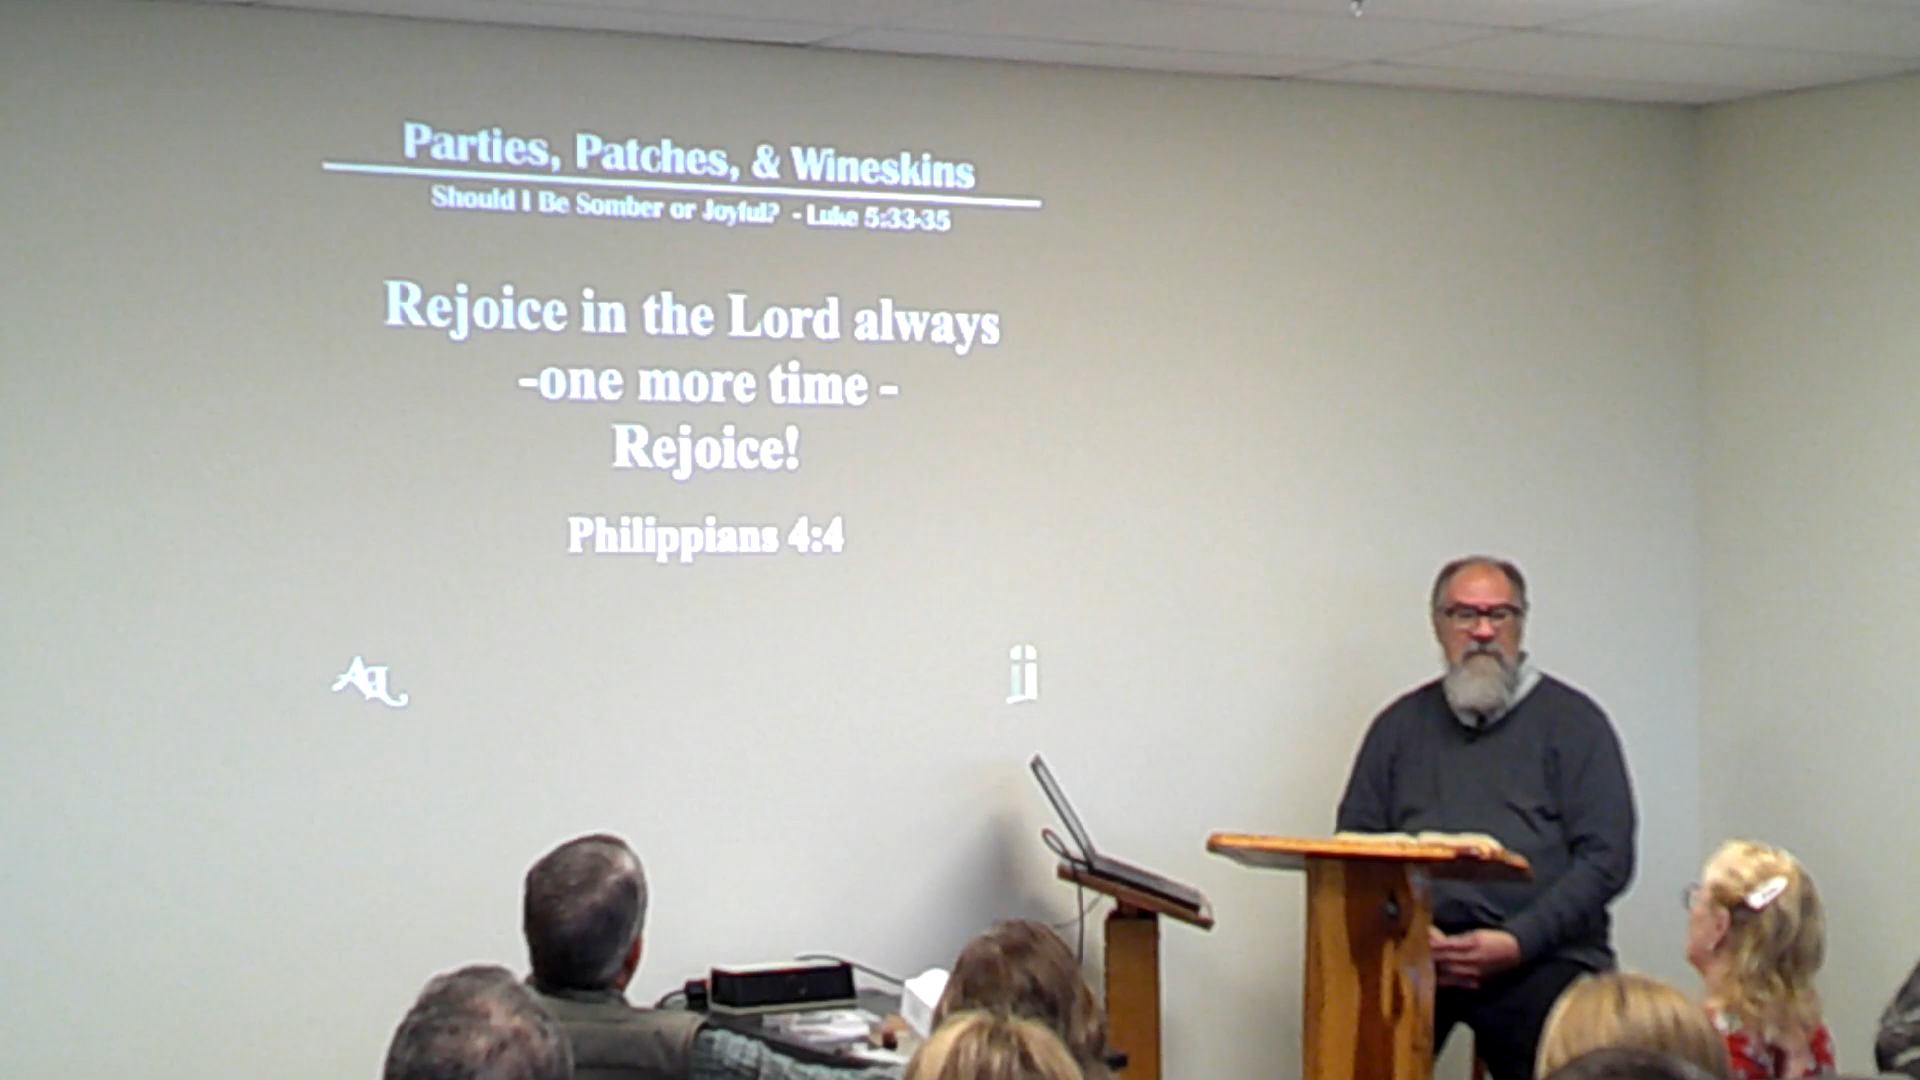 Parties, Patches, & Wineskins
Should I Be Somber or Joyful? - Luke 5:33-35
Rejoice in the Lord always
-one more time -
Rejoice!
Philippians 4:4